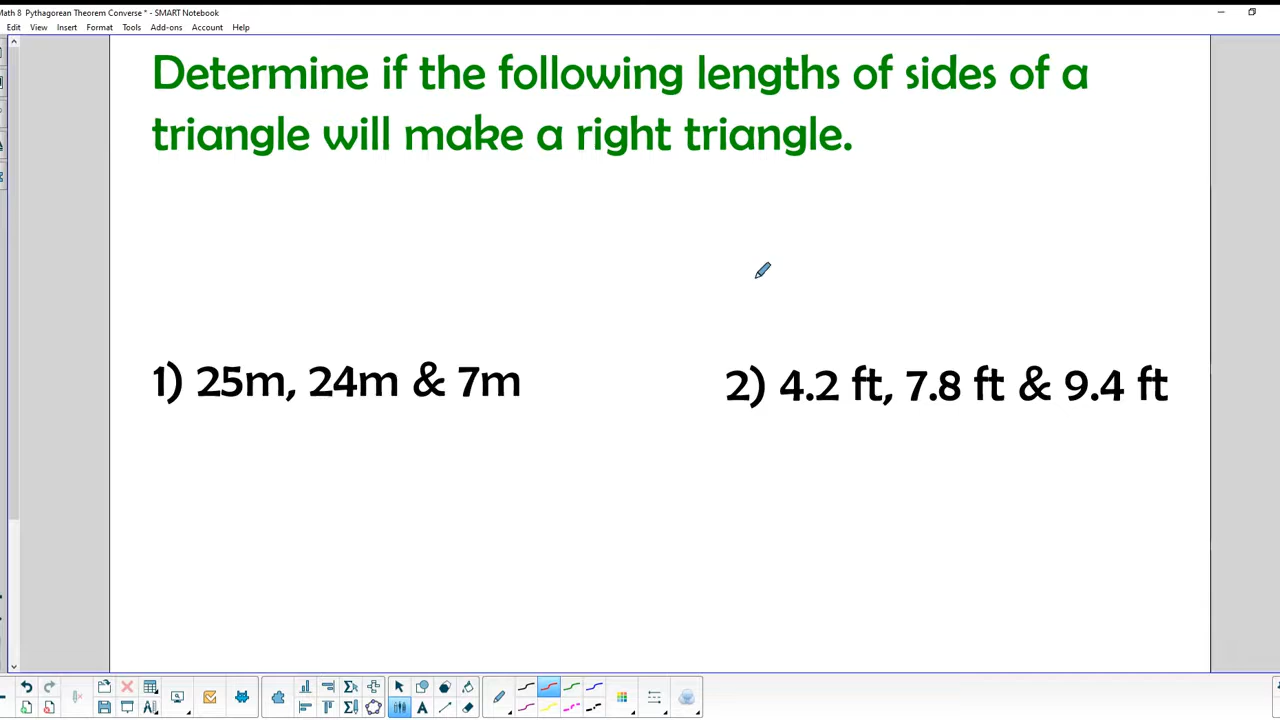 Math 8 Pythagorean Theorem Converse * - SMART Notebook
Edit View Insert Format Tools Add-ons Account Help
Determine if the following lengths of sides of a
triangle will make a right triangle.
1) 25m, 24m & 7m
2) 4.2 ft, 7.8 ft & 9.4 ft